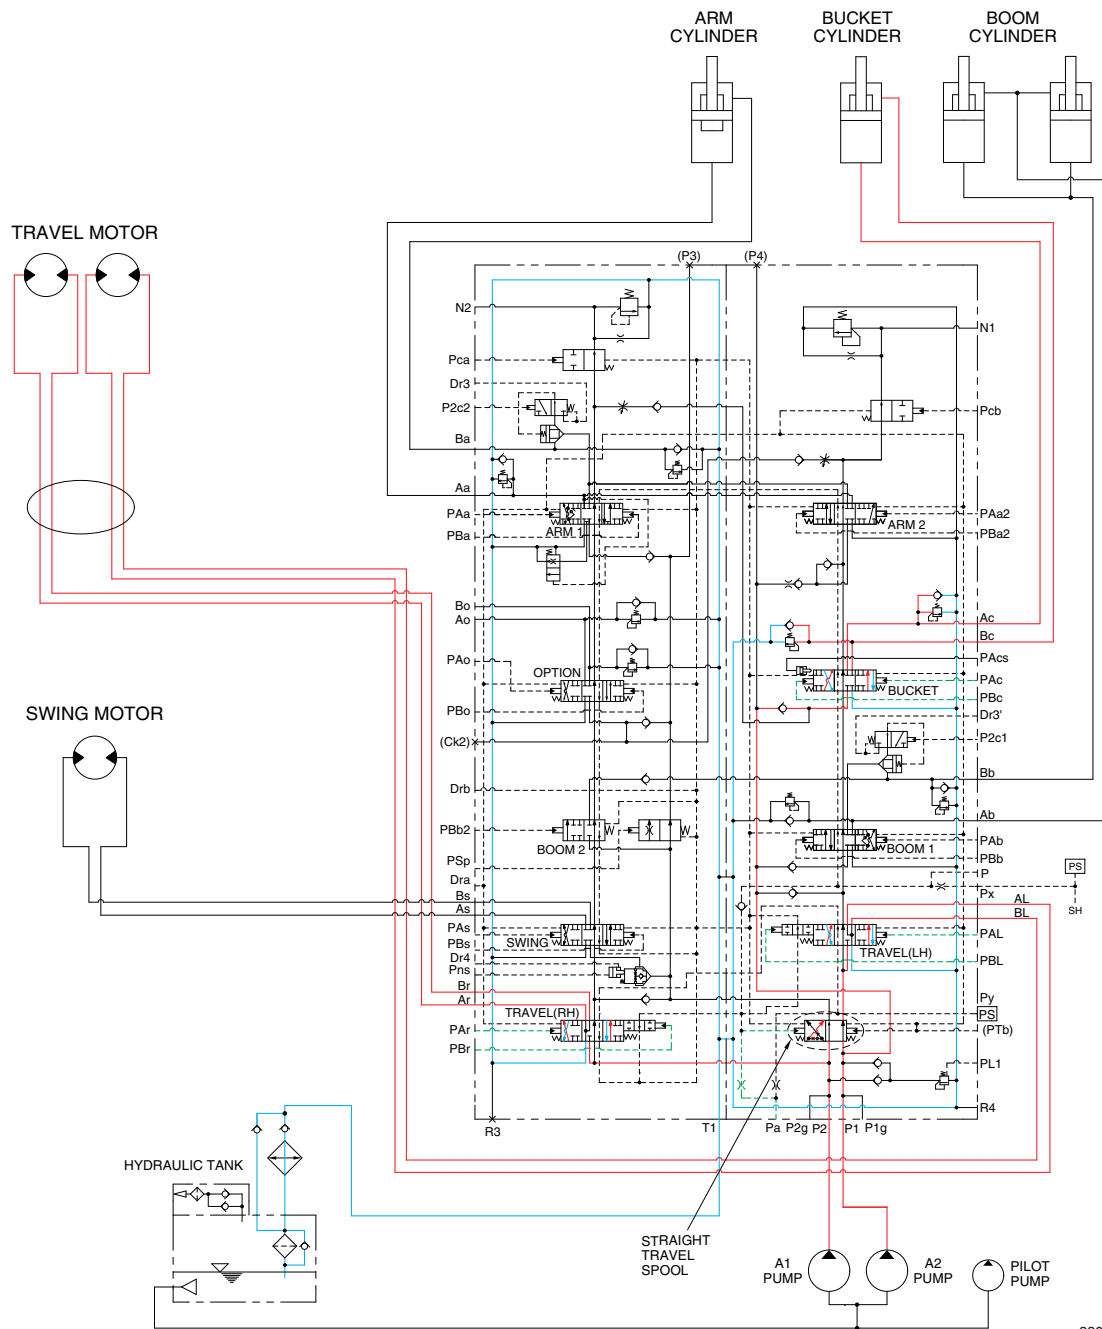 ARM
CYLINDER
BUCKET
CYLINDER
BOOM
CYLINDER
TRAVEL MOTOR
(P3)
(P4)
N2
N1
Pca
Dr3
P2c2
Pcb
Ba
Aa
PAa
PAa2
ARM 1
ARM 2
PBa
PBa2
Bo
Ao
Ac
Bc
PAo
PAcs
OPTION
PAc
BUCKET
PBo
PBc
SWING MOTOR
Dr3'
(Ck2)
P2c1
Bb
Drb
Ab
PBb2
PAb
BOOM 2
BOOM 1
PBb
PSp
P
PS
Dra
Px
Bs
AL
SH
As
BL
PAs
PAL
PBs
SWING
TRAVEL(LH)
Dr4
PBL
Pns
Br
Ar
Py
TRAVEL(RH)
PS
PAr
(PTb)
PBr
PL1
R4
R3
T1
Pa
P2g
P2
P1
P1g
HYDRAULIC TANK
STRAIGHT
TRAVEL
SPOOL
A1
PUMP
A2
PUMP
PILOT
PUMP